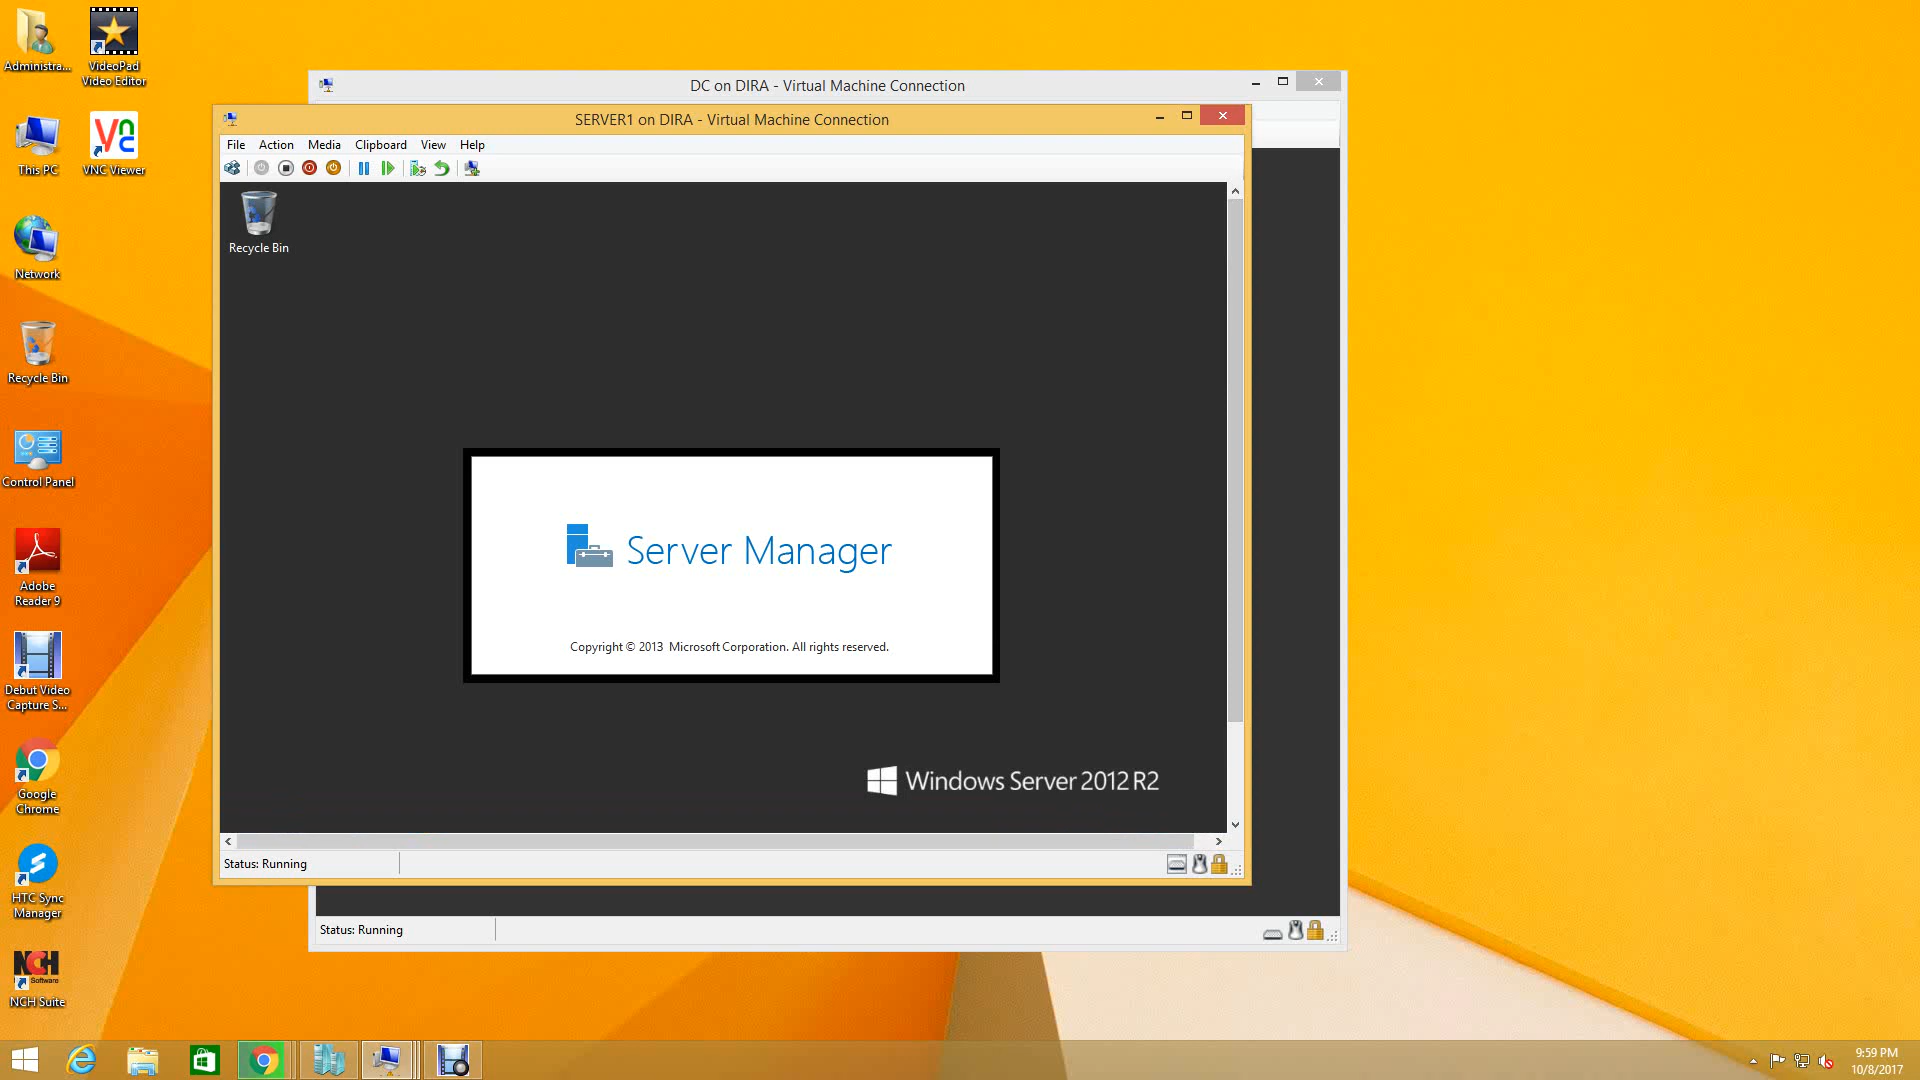 Administra...
VideoPad
Video Editor
This PC
VNC Viewer
Network
Recycle Bin
Control Panel
Adobe
Reader 9
Debut Video
Capture S...
Google
Chrome
HTC Sync
Manager
NCH
Software
NCH Suite
DC on DIRA - Virtual Machine Connection
SERVER1 on DIRA - Virtual Machine Connection
File Action Media Clipboard View Help
Recycle Bin
Server Manager
Copyright © 2013 Microsoft Corporation. All rights reserved.
Windows Server 2012 R2
Status: Running
Status: Running
9:59 PM
10/8/2017